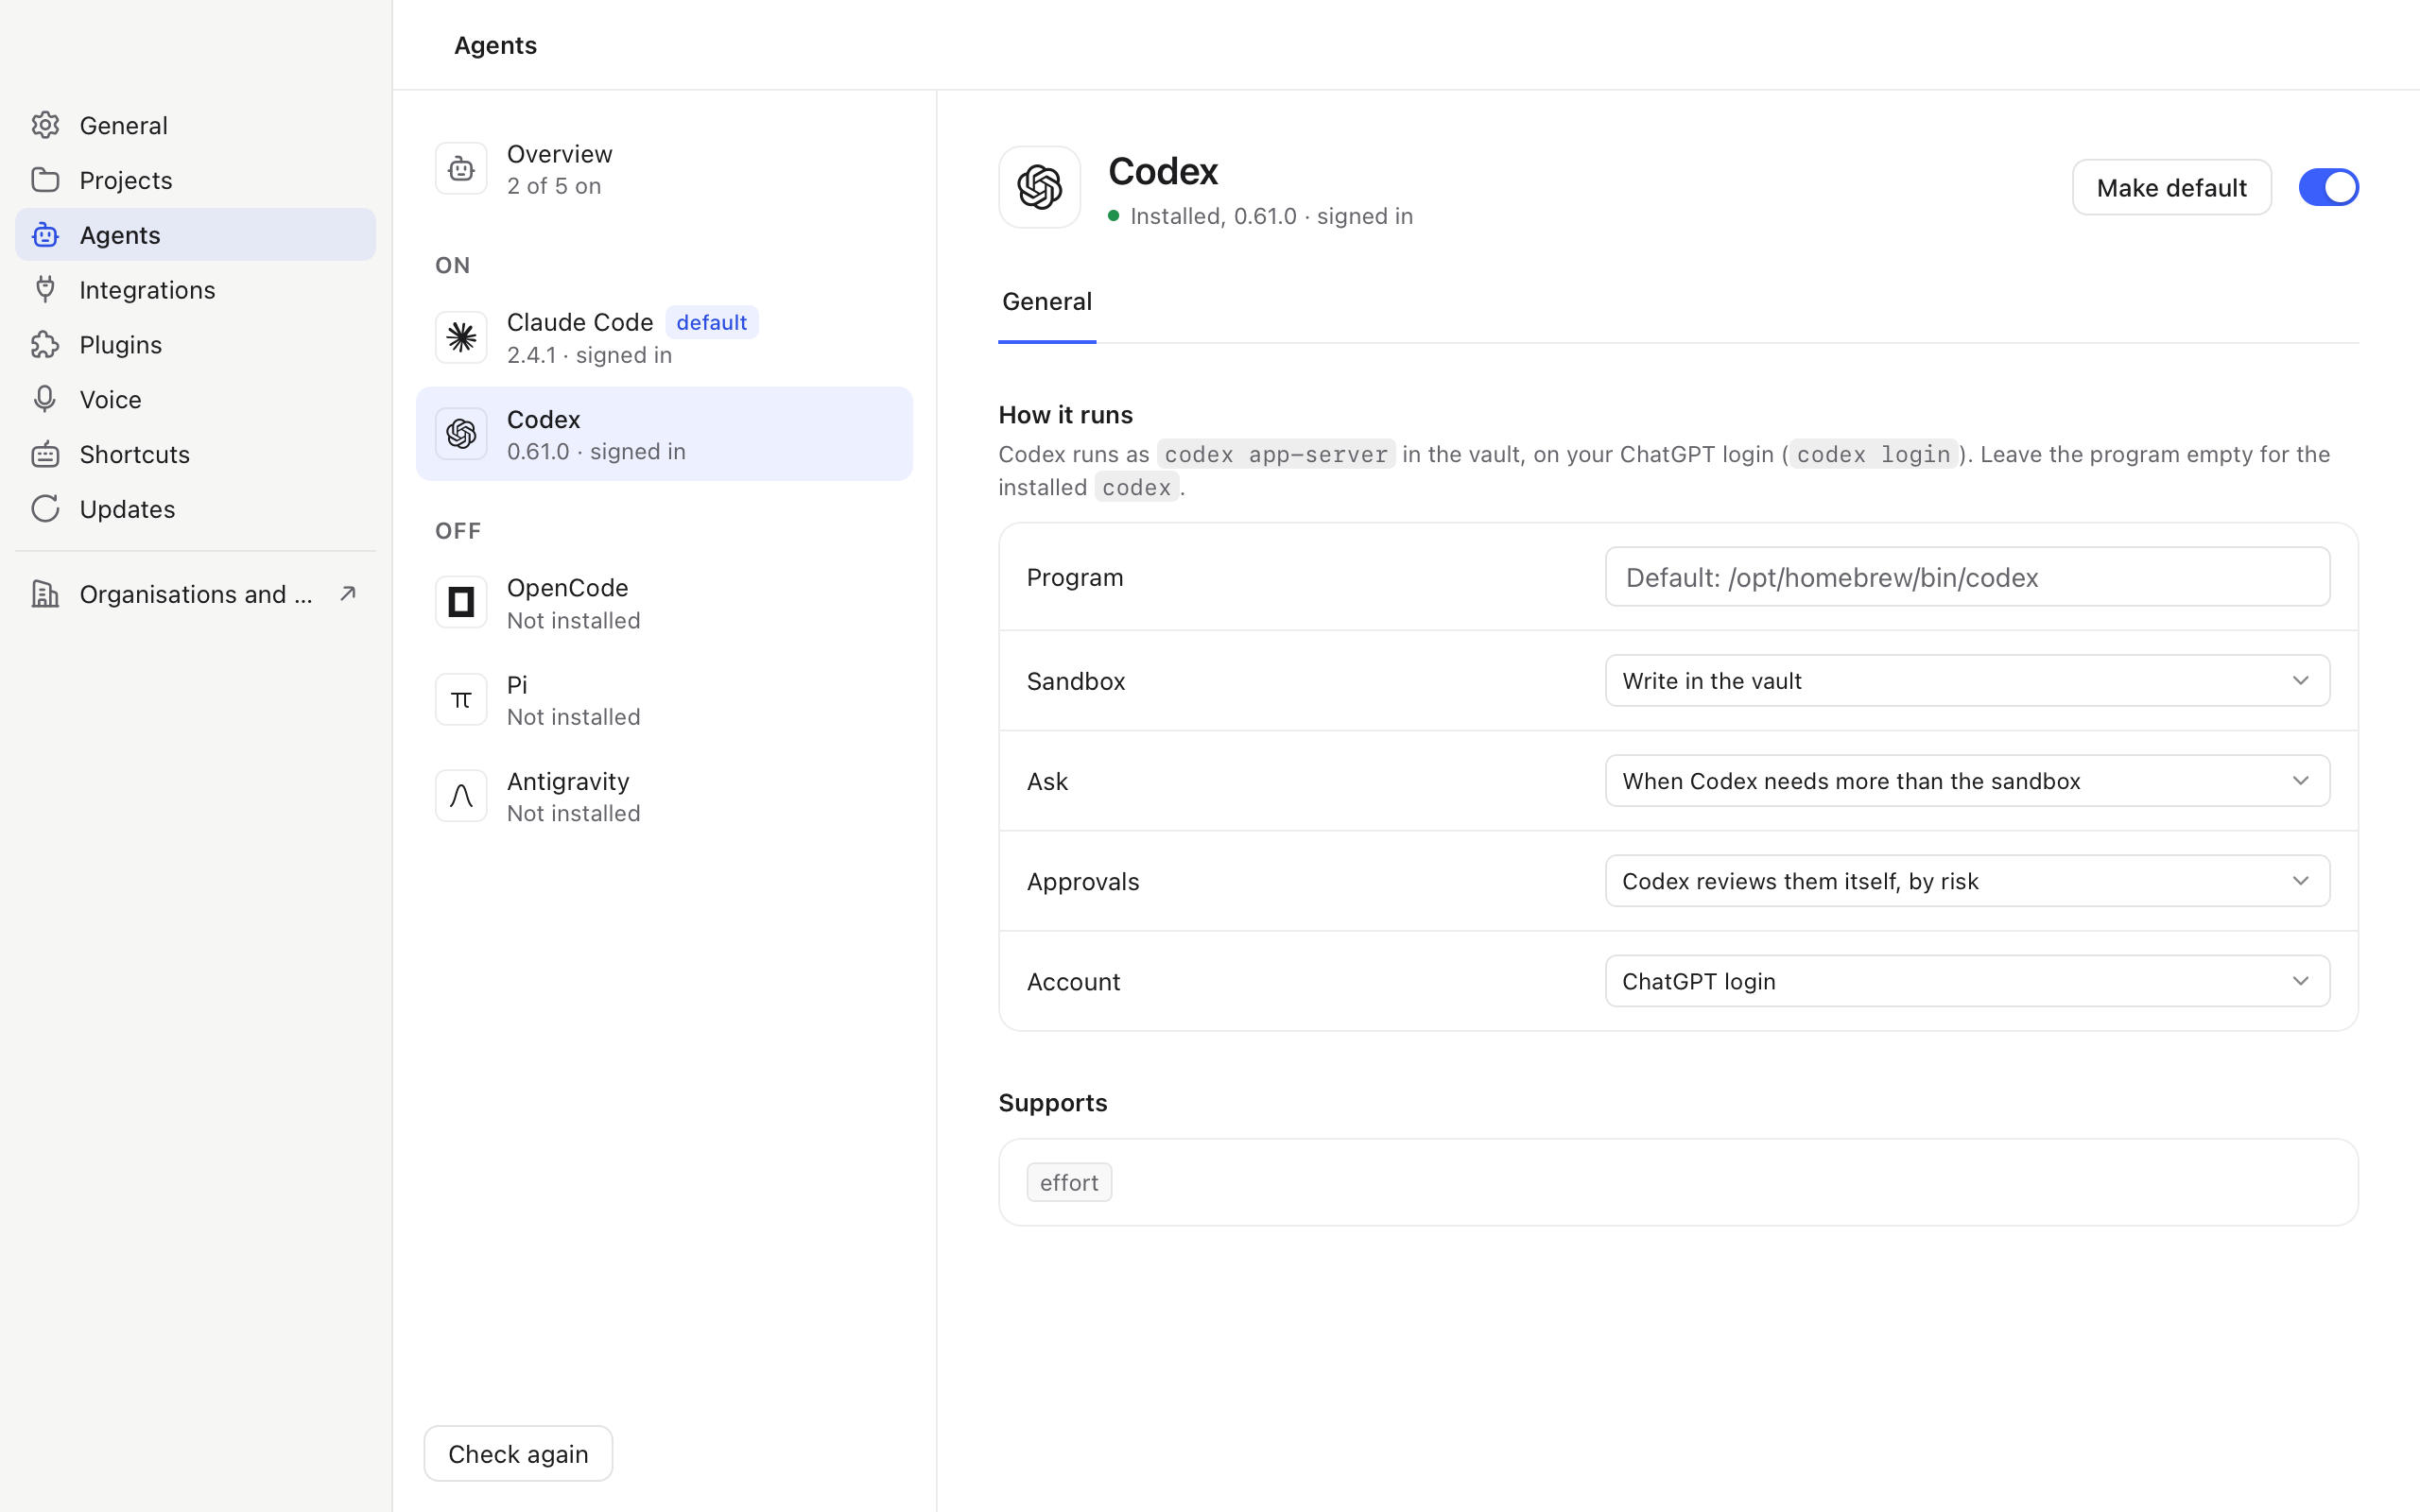 Agents
General
Projects
Agents
Integrations
Plugins
Voice
Shortcuts
Updates
Organisations and ...
Overview
2 of 5 on
ON
Claude Code default
2.4.1 · signed in
Codex
0.61.0 · signed in
OFF
OpenCode
Not installed
Pi
Not installed
Antigravity
Not installed
Check again
Codex
Installed, 0.61.0 · signed in
Make default
General
How it runs
Codex runs as codex app-server in the vault, on your ChatGPT login (codex login). Leave the program empty for the
installed codex.
Program
Default: /opt/homebrew/bin/codex
Sandbox
Write in the vault
Ask
When Codex needs more than the sandbox
Approvals
Codex reviews them itself, by risk
Account
ChatGPT login
Supports
effort